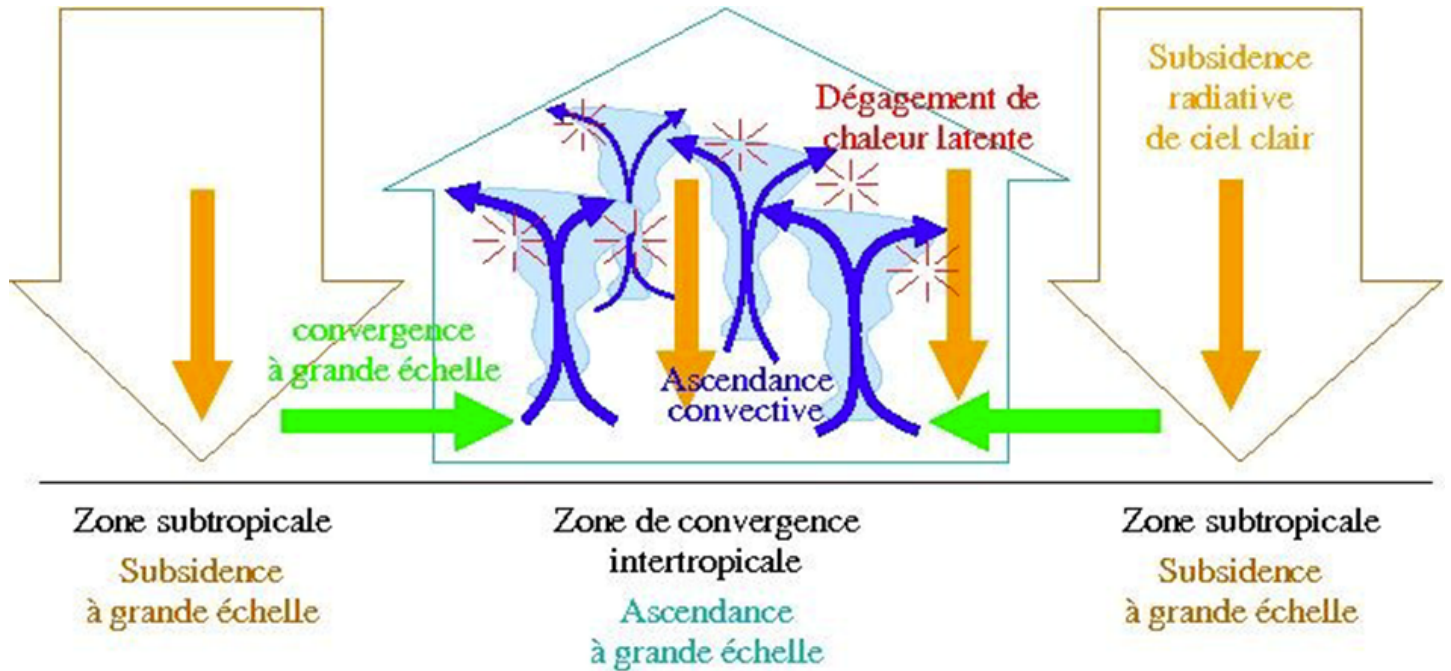 Subsidence
radiative
de ciel clair
Dégagement de
chaleur latente
convergence
à grande échelle
Ascendance
convective
Zone subtropicale
Subsidence
à grande échelle
Zone de convergence
intertropicale
Ascendance
à grande échelle
Zone subtropicale
Subsidence
à grande échelle